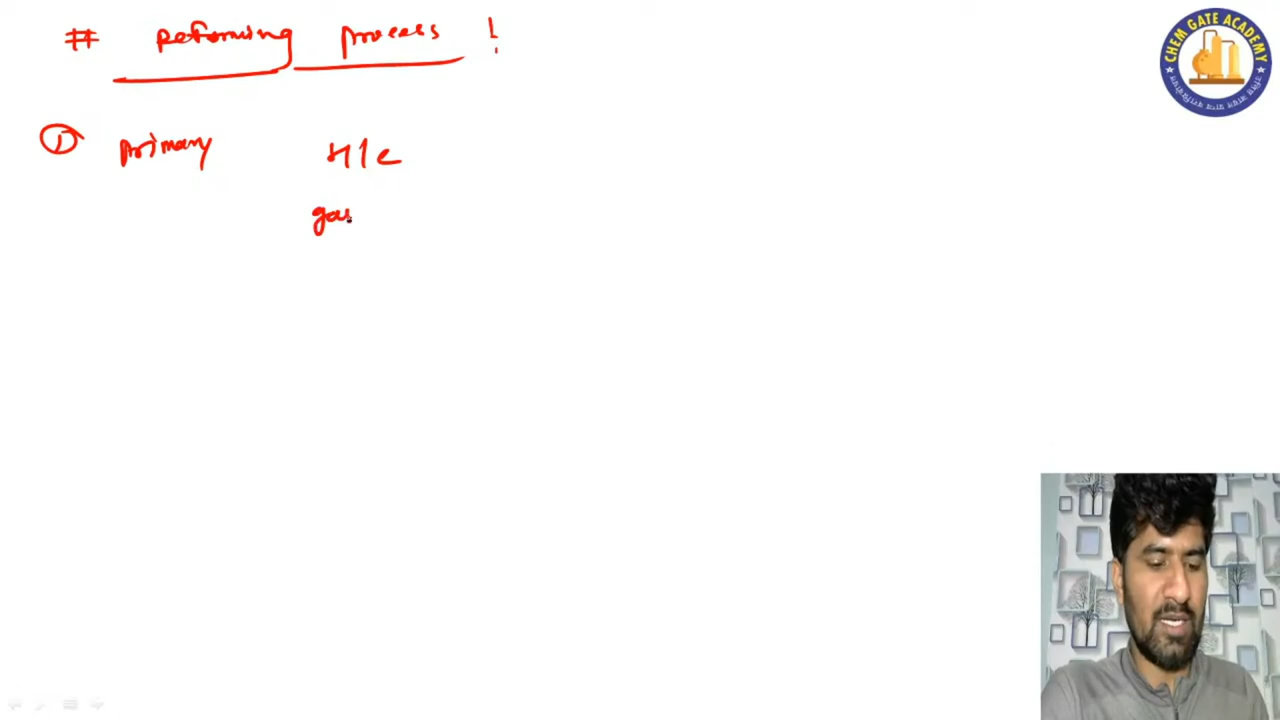 # Reforming process !
① primary H/C
gas
CHEM GATE ACADEMY